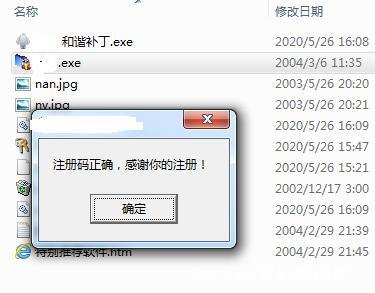 名称 修改日期
和谐补丁.exe 2020/5/26 16:08
.exe 2004/3/6 11:35
nan.jpg 2003/5/26 20:20
nv.jpg 2003/5/26 20:21
2020/5/26 16:09
2020/5/26 15:47
注册码正确，感谢你的注册！ 2020/5/26 15:21
2002/12/17 3:00
确定 2020/5/26 16:09
2004/2/29 21:39
特别推荐软件.htm 2004/2/29 21:45